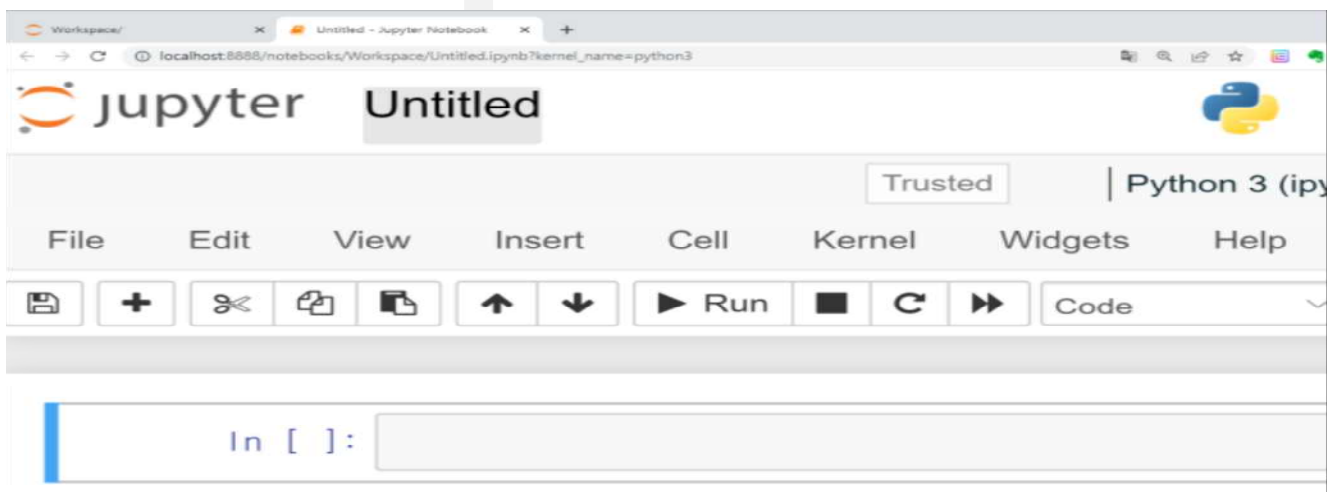 Workspace/ Untitled - Jupyter Notebook
localhost:8888/notebooks/Workspace/Untitled.ipynb?kernel_name=python3
jupyter Untitled
Trusted Python 3 (ipy
File Edit View Insert Cell Kernel Widgets Help
Run Code
In [ ]: